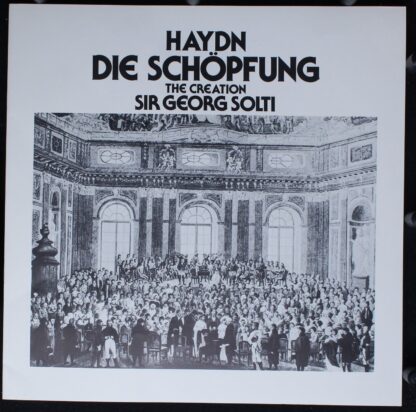 HAYDN
DIE SCHÖPFUNG
THE CREATION
SIR GEORG SOLTI